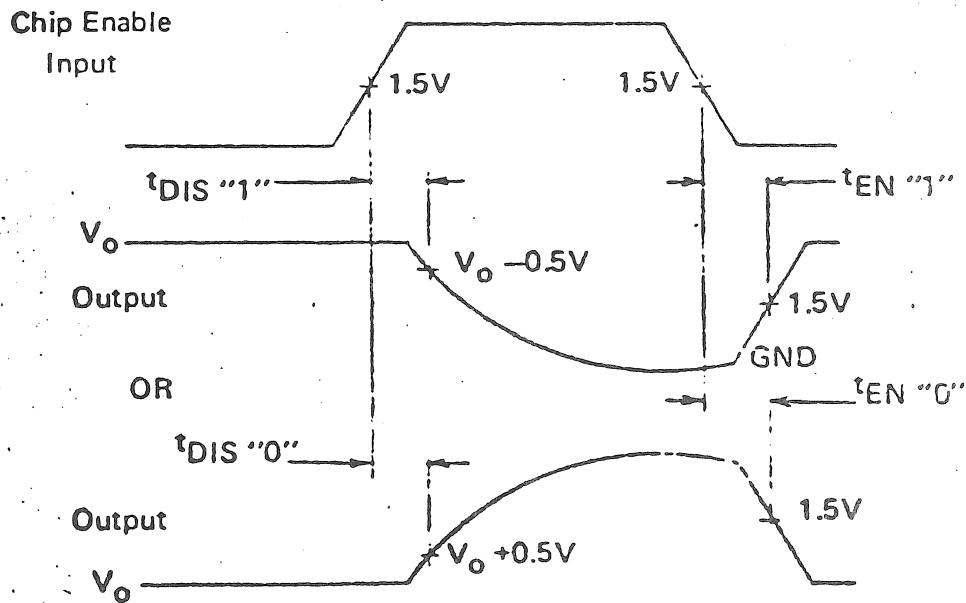 Chip Enable
Input
1.5V
1.5V
tDIS "1"
tEN "1"
Vo
Vo -0.5V
Output
1.5V
GND
OR
tEN "0"
tDIS "0"
Output
1.5V
Vo +0.5V
Vo